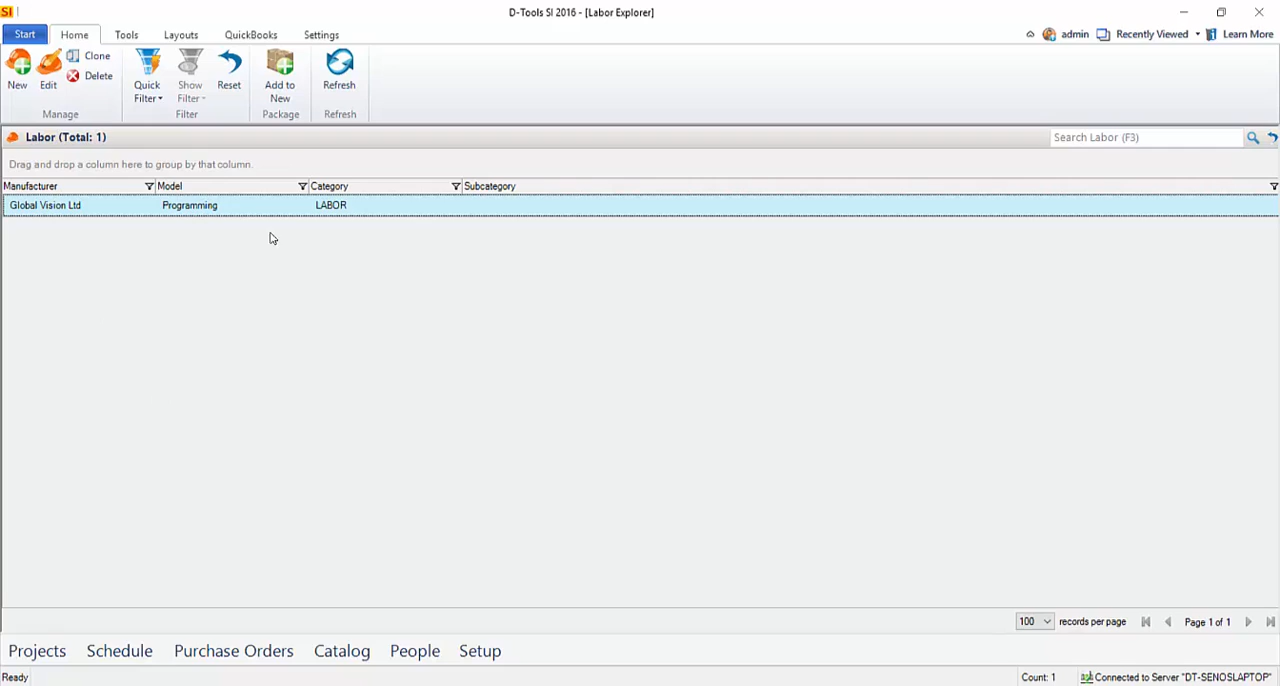 SI D-Tools SI 2016 - [Labor Explorer]
Start Home Tools Layouts QuickBooks Settings admin Recently Viewed Learn More
New Edit Clone Delete Quick Filter Show Filter Reset Add to New Refresh
Manage Filter Package Refresh
Labor (Total: 1) Search Labor (F3)
Drag and drop a column here to group by that column.
Manufacturer Model Category Subcategory
Global Vision Ltd Programming LABOR
100 records per page Page 1 of 1
Projects Schedule Purchase Orders Catalog People Setup
Ready Count: 1 Connected to Server "DT-SENOSLAPTOP"